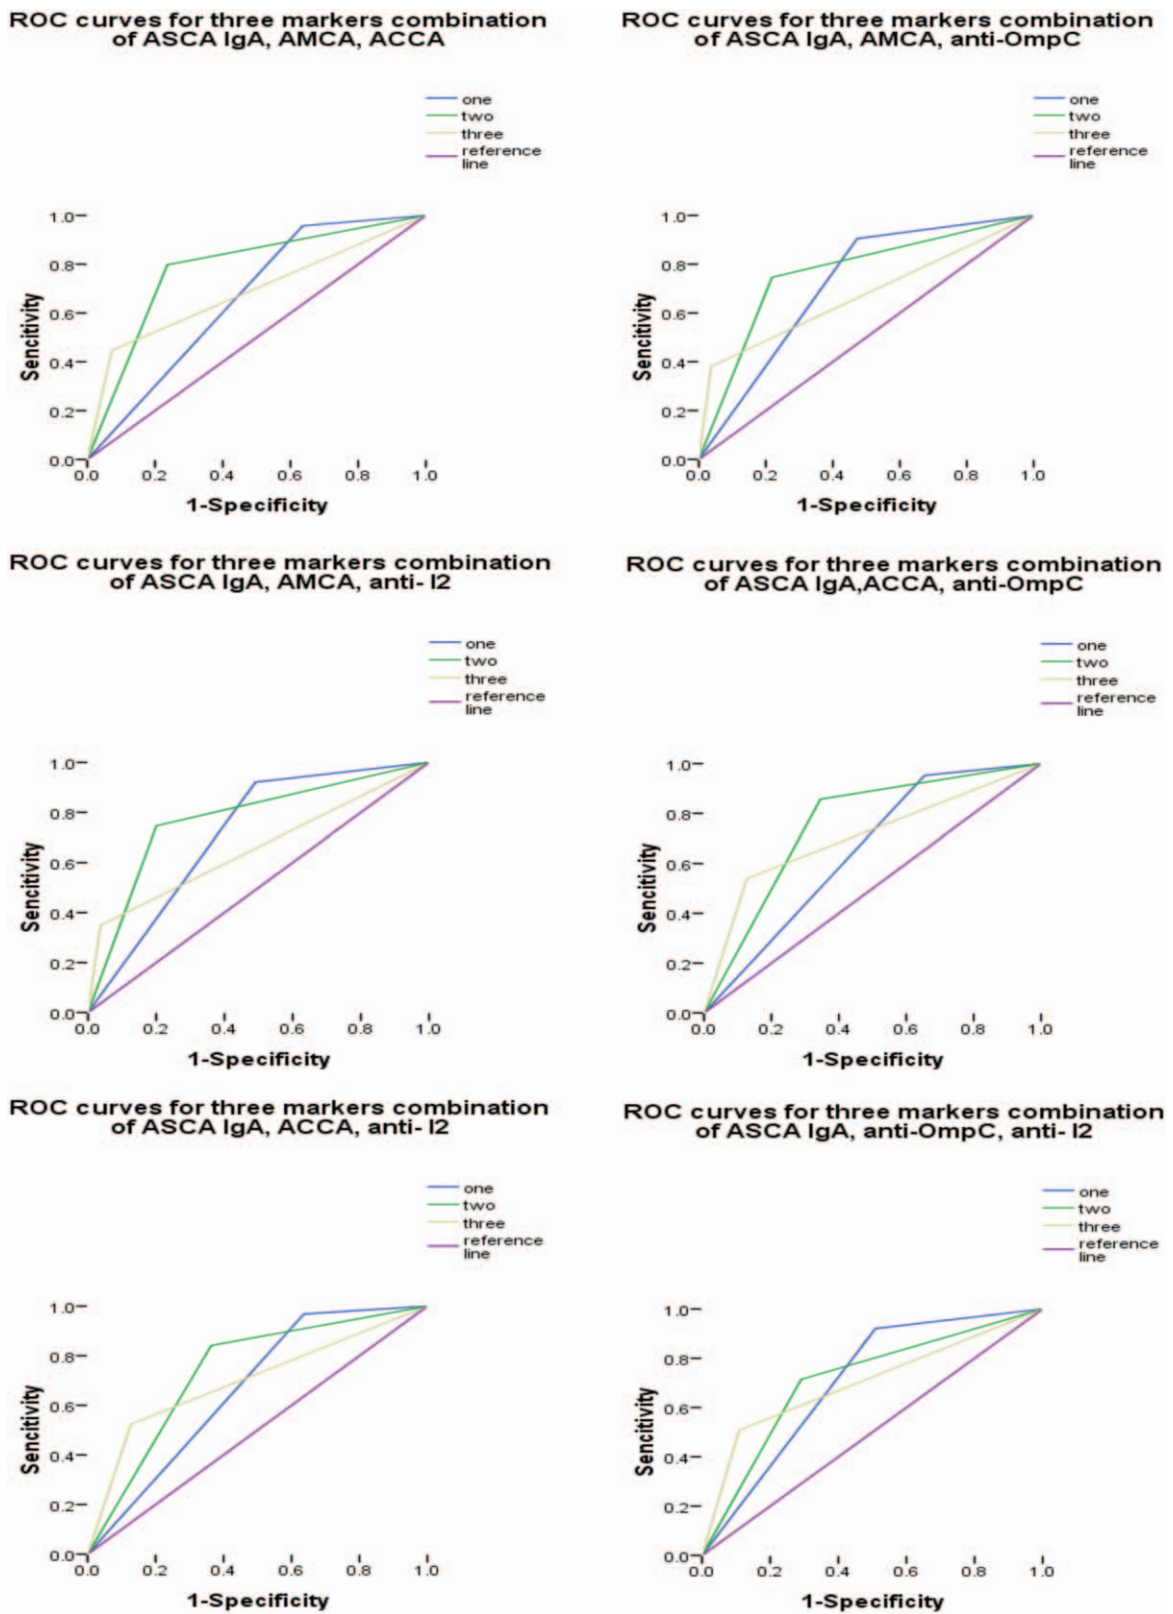 ROC curves for three markers combination
of ASCA IgA, AMCA, ACCA
one
two
three
reference
line
1.0
0.8
0.6
0.4
0.2
0.0
Sencitivity
0.0 0.2 0.4 0.6 0.8 1.0
1-Specificity
ROC curves for three markers combination
of ASCA IgA, AMCA, anti-OmpC
one
two
three
reference
line
1.0
0.8
0.6
0.4
0.2
0.0
Sencitivity
0.0 0.2 0.4 0.6 0.8 1.0
1-Specificity
ROC curves for three markers combination
of ASCA IgA, AMCA, anti- I2
one
two
three
reference
line
1.0
0.8
0.6
0.4
0.2
0.0
Sencitivity
0.0 0.2 0.4 0.6 0.8 1.0
1-Specificity
ROC curves for three markers combination
of ASCA IgA,ACCA, anti-OmpC
one
two
three
reference
line
1.0
0.8
0.6
0.4
0.2
0.0
Sencitivity
0.0 0.2 0.4 0.6 0.8 1.0
1-Specificity
ROC curves for three markers combination
of ASCA IgA, ACCA, anti- I2
one
two
three
reference
line
1.0
0.8
0.6
0.4
0.2
0.0
Sencitivity
0.0 0.2 0.4 0.6 0.8 1.0
1-Specificity
ROC curves for three markers combination
of ASCA IgA, anti-OmpC, anti- I2
one
two
three
reference
line
1.0
0.8
0.6
0.4
0.2
0.0
Sencitivity
0.0 0.2 0.4 0.6 0.8 1.0
1-Specificity